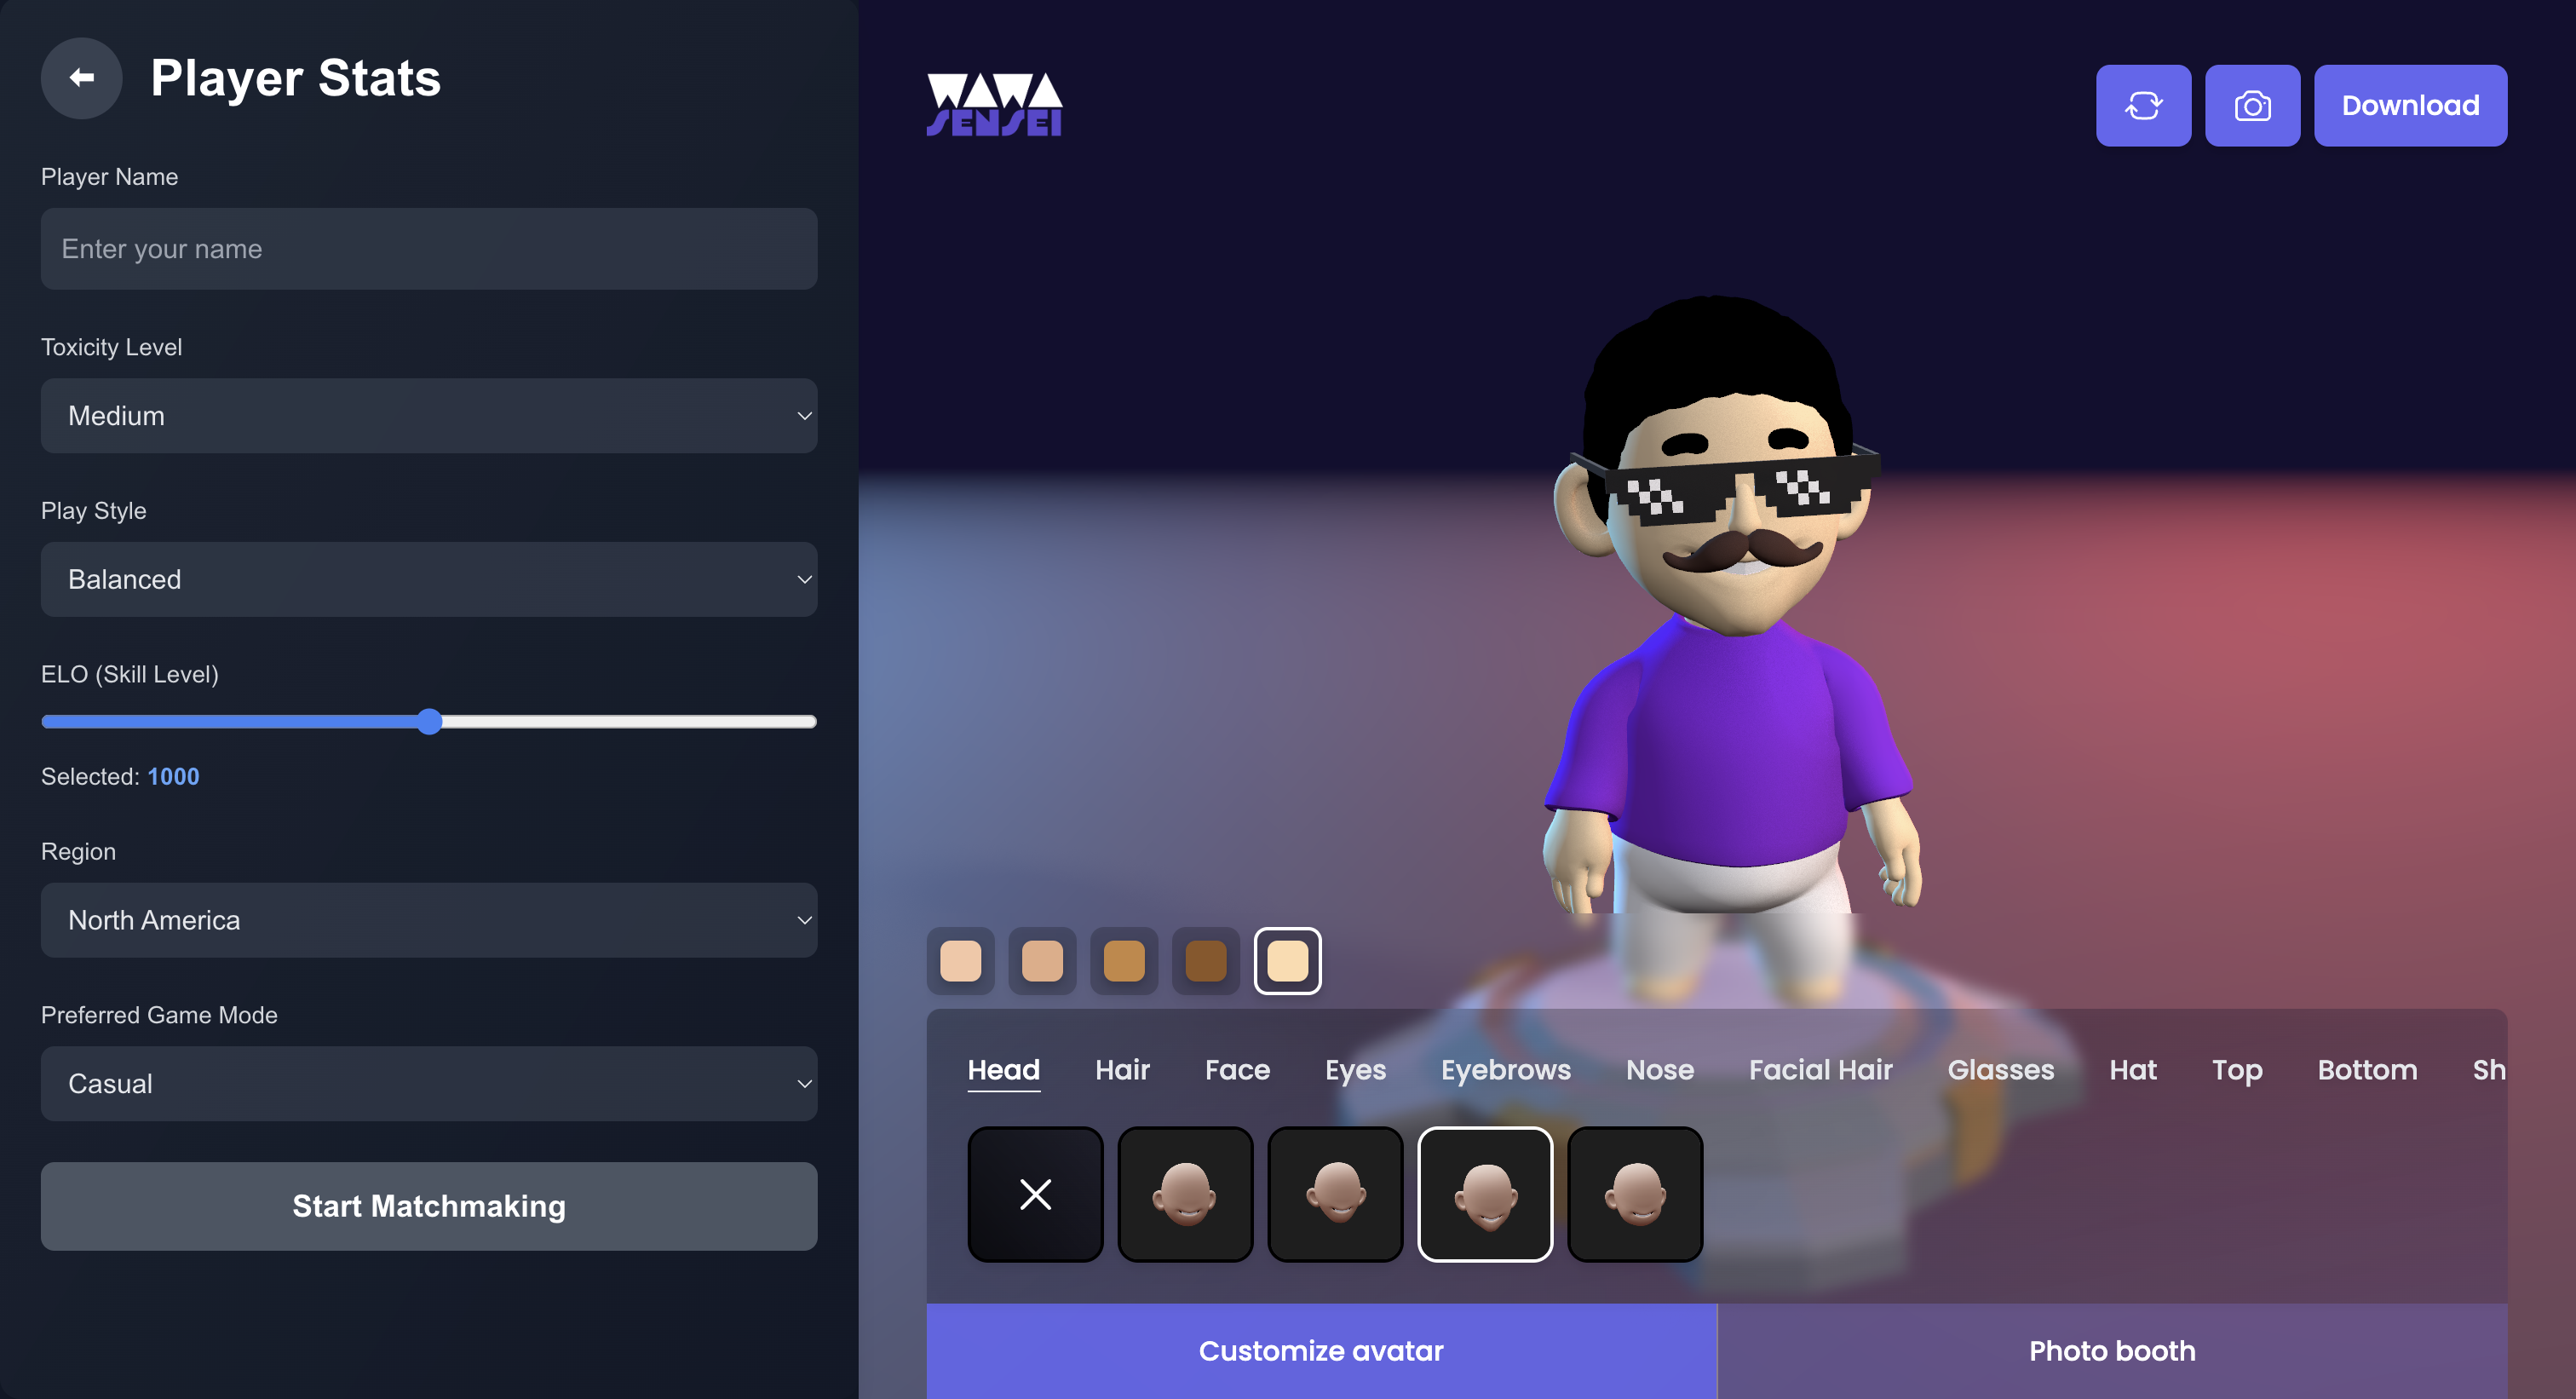 Player Stats
Player Name
Enter your name
Toxicity Level
Medium
Play Style
Balanced
ELO (Skill Level)
Selected: 1000
Region
North America
Preferred Game Mode
Casual
Start Matchmaking
WAWA
SENSEI
Download
Head Hair Face Eyes Eyebrows Nose Facial Hair Glasses Hat Top Bottom Sh
Customize avatar Photo booth